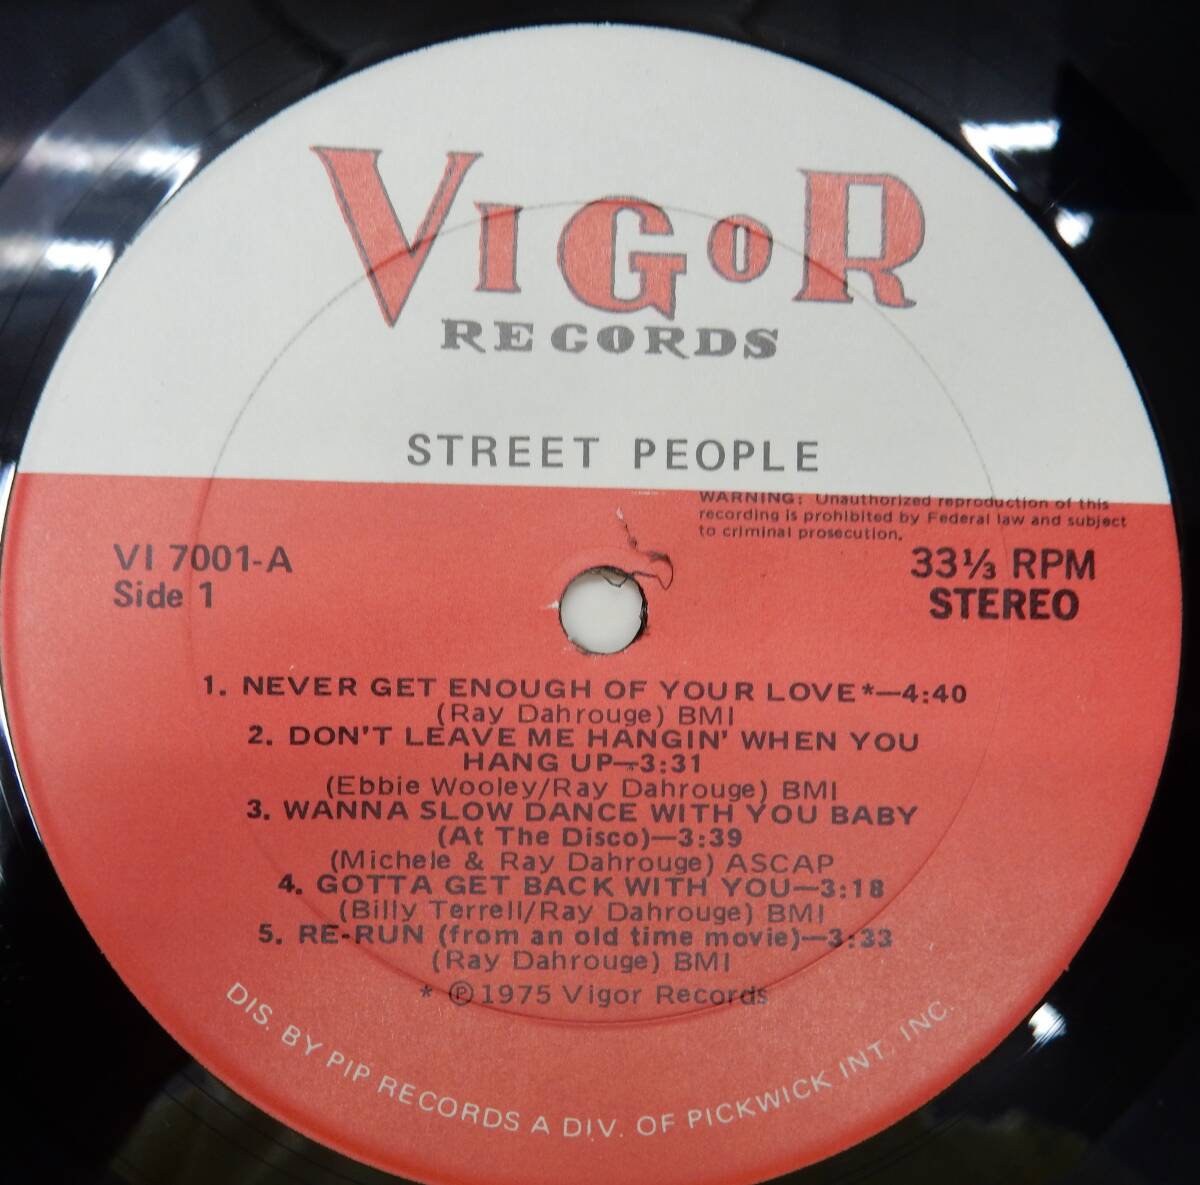 VIGOR
RECORDS
STREET PEOPLE
WARNING: Unauthorized reproduction of this
recording is prohibited by Federal law and subject
to criminal prosecution.
VI 7001-A
Side 1
33⅓ RPM
STEREO
1. NEVER GET ENOUGH OF YOUR LOVE*—4:40
(Ray Dahrouge) BMI
2. DON'T LEAVE ME HANGIN' WHEN YOU
HANG UP—3:31
(Ebbie Wooley/Ray Dahrouge) BMI
3. WANNA SLOW DANCE WITH YOU BABY
(At The Disco)—3:39
(Michele & Ray Dahrouge) ASCAP
4. GOTTA GET BACK WITH YOU—3:18
(Billy Terrell/Ray Dahrouge) BMI
5. RE-RUN (from an old time movie)—3:33
(Ray Dahrouge) BMI
* ℗1975 Vigor Records
DIS. BY PIP RECORDS A DIV. OF PICKWICK INT. INC.